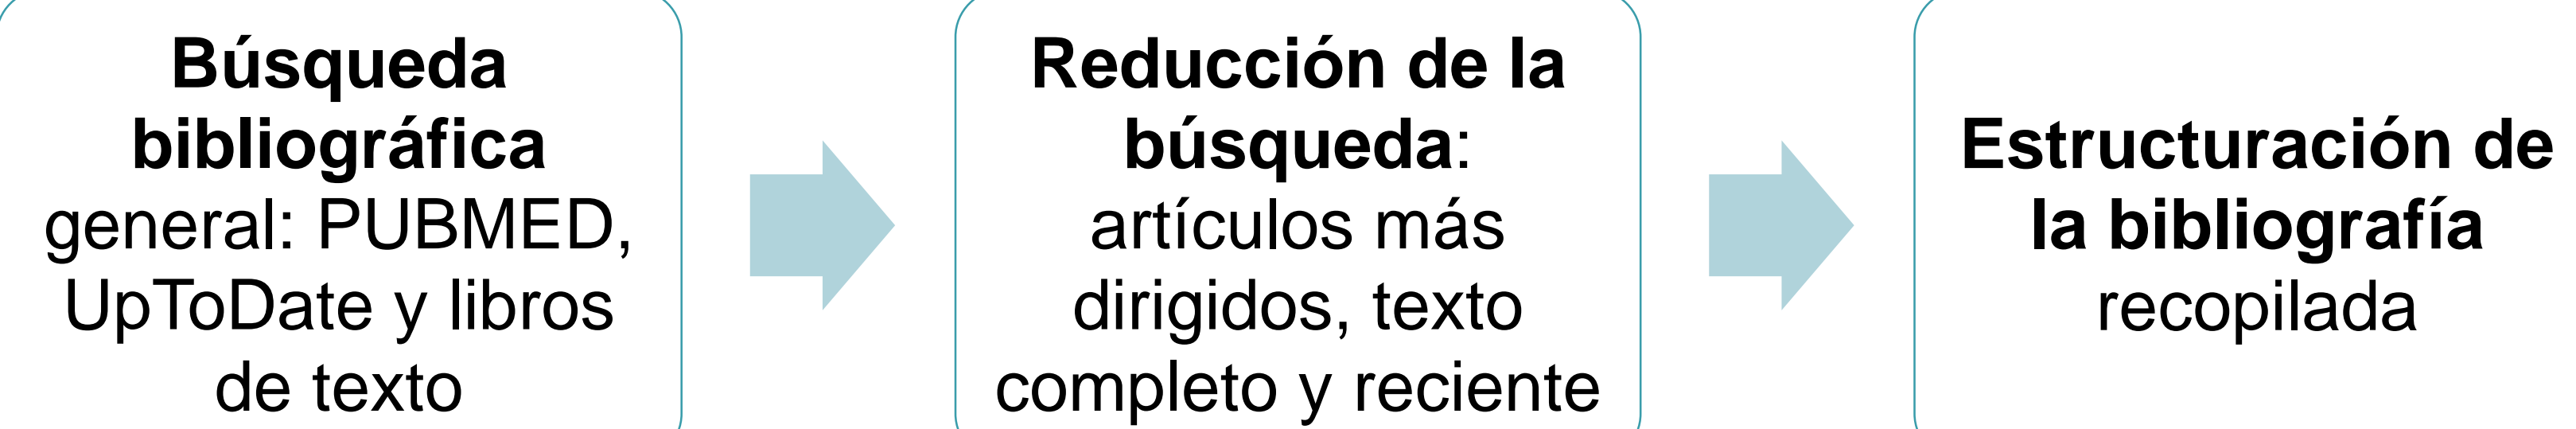 Búsqueda
bibliográfica
general: PUBMED,
UpToDate y libros
de texto
Reducción de la
búsqueda:
artículos más
dirigidos, texto
completo y reciente
Estructuración de
la bibliografía
recopilada